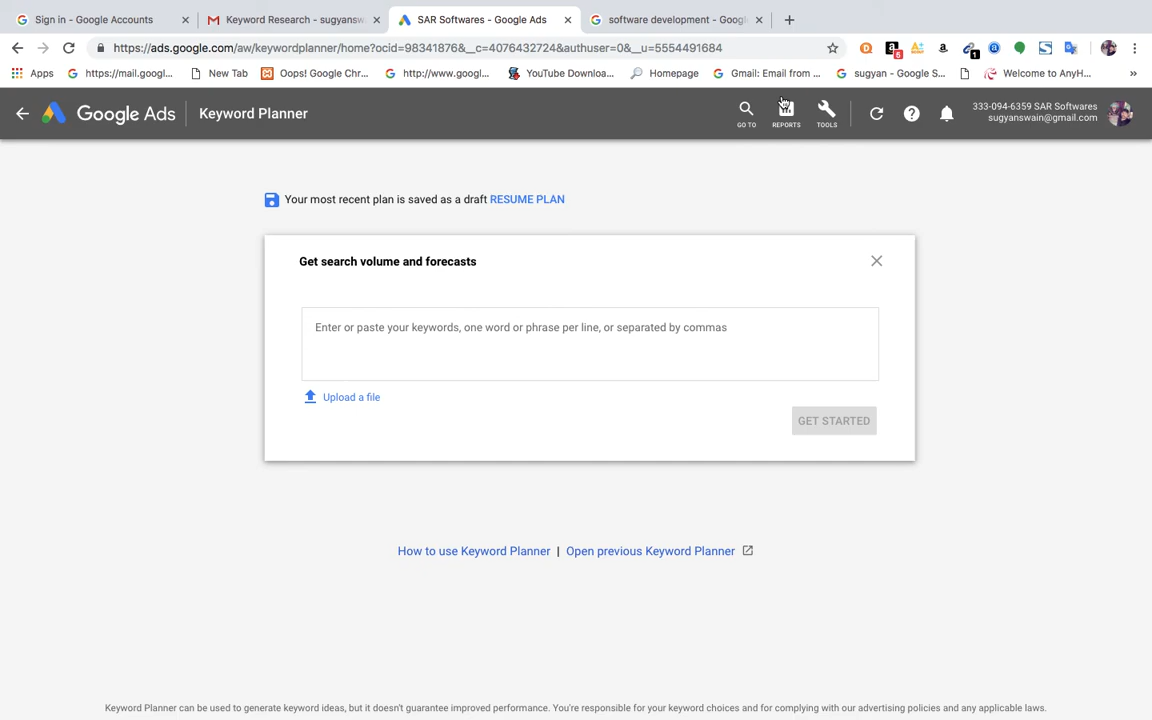 Sign in - Google Accounts
Keyword Research - sugyansw
SAR Softwares - Google Ads
software development - Googl
https://ads.google.com/aw/keywordplanner/home?ocid=98341876&__c=4076432724&authuser=0&__u=5554491684
Apps
https://mail.googl...
New Tab
Oops! Google Chr...
http://www.googl...
YouTube Downloa...
Homepage
Gmail: Email from ...
sugyan - Google S...
Welcome to AnyH...
»
Google Ads
Keyword Planner
GO TO
REPORTS
TOOLS
333-094-6359 SAR Softwares
sugyanswain@gmail.com
Your most recent plan is saved as a draft RESUME PLAN
Get search volume and forecasts
Enter or paste your keywords, one word or phrase per line, or separated by commas
Upload a file
GET STARTED
How to use Keyword Planner | Open previous Keyword Planner
Keyword Planner can be used to generate keyword ideas, but it doesn't guarantee improved performance. You're responsible for your keyword choices and for complying with our advertising policies and any applicable laws.